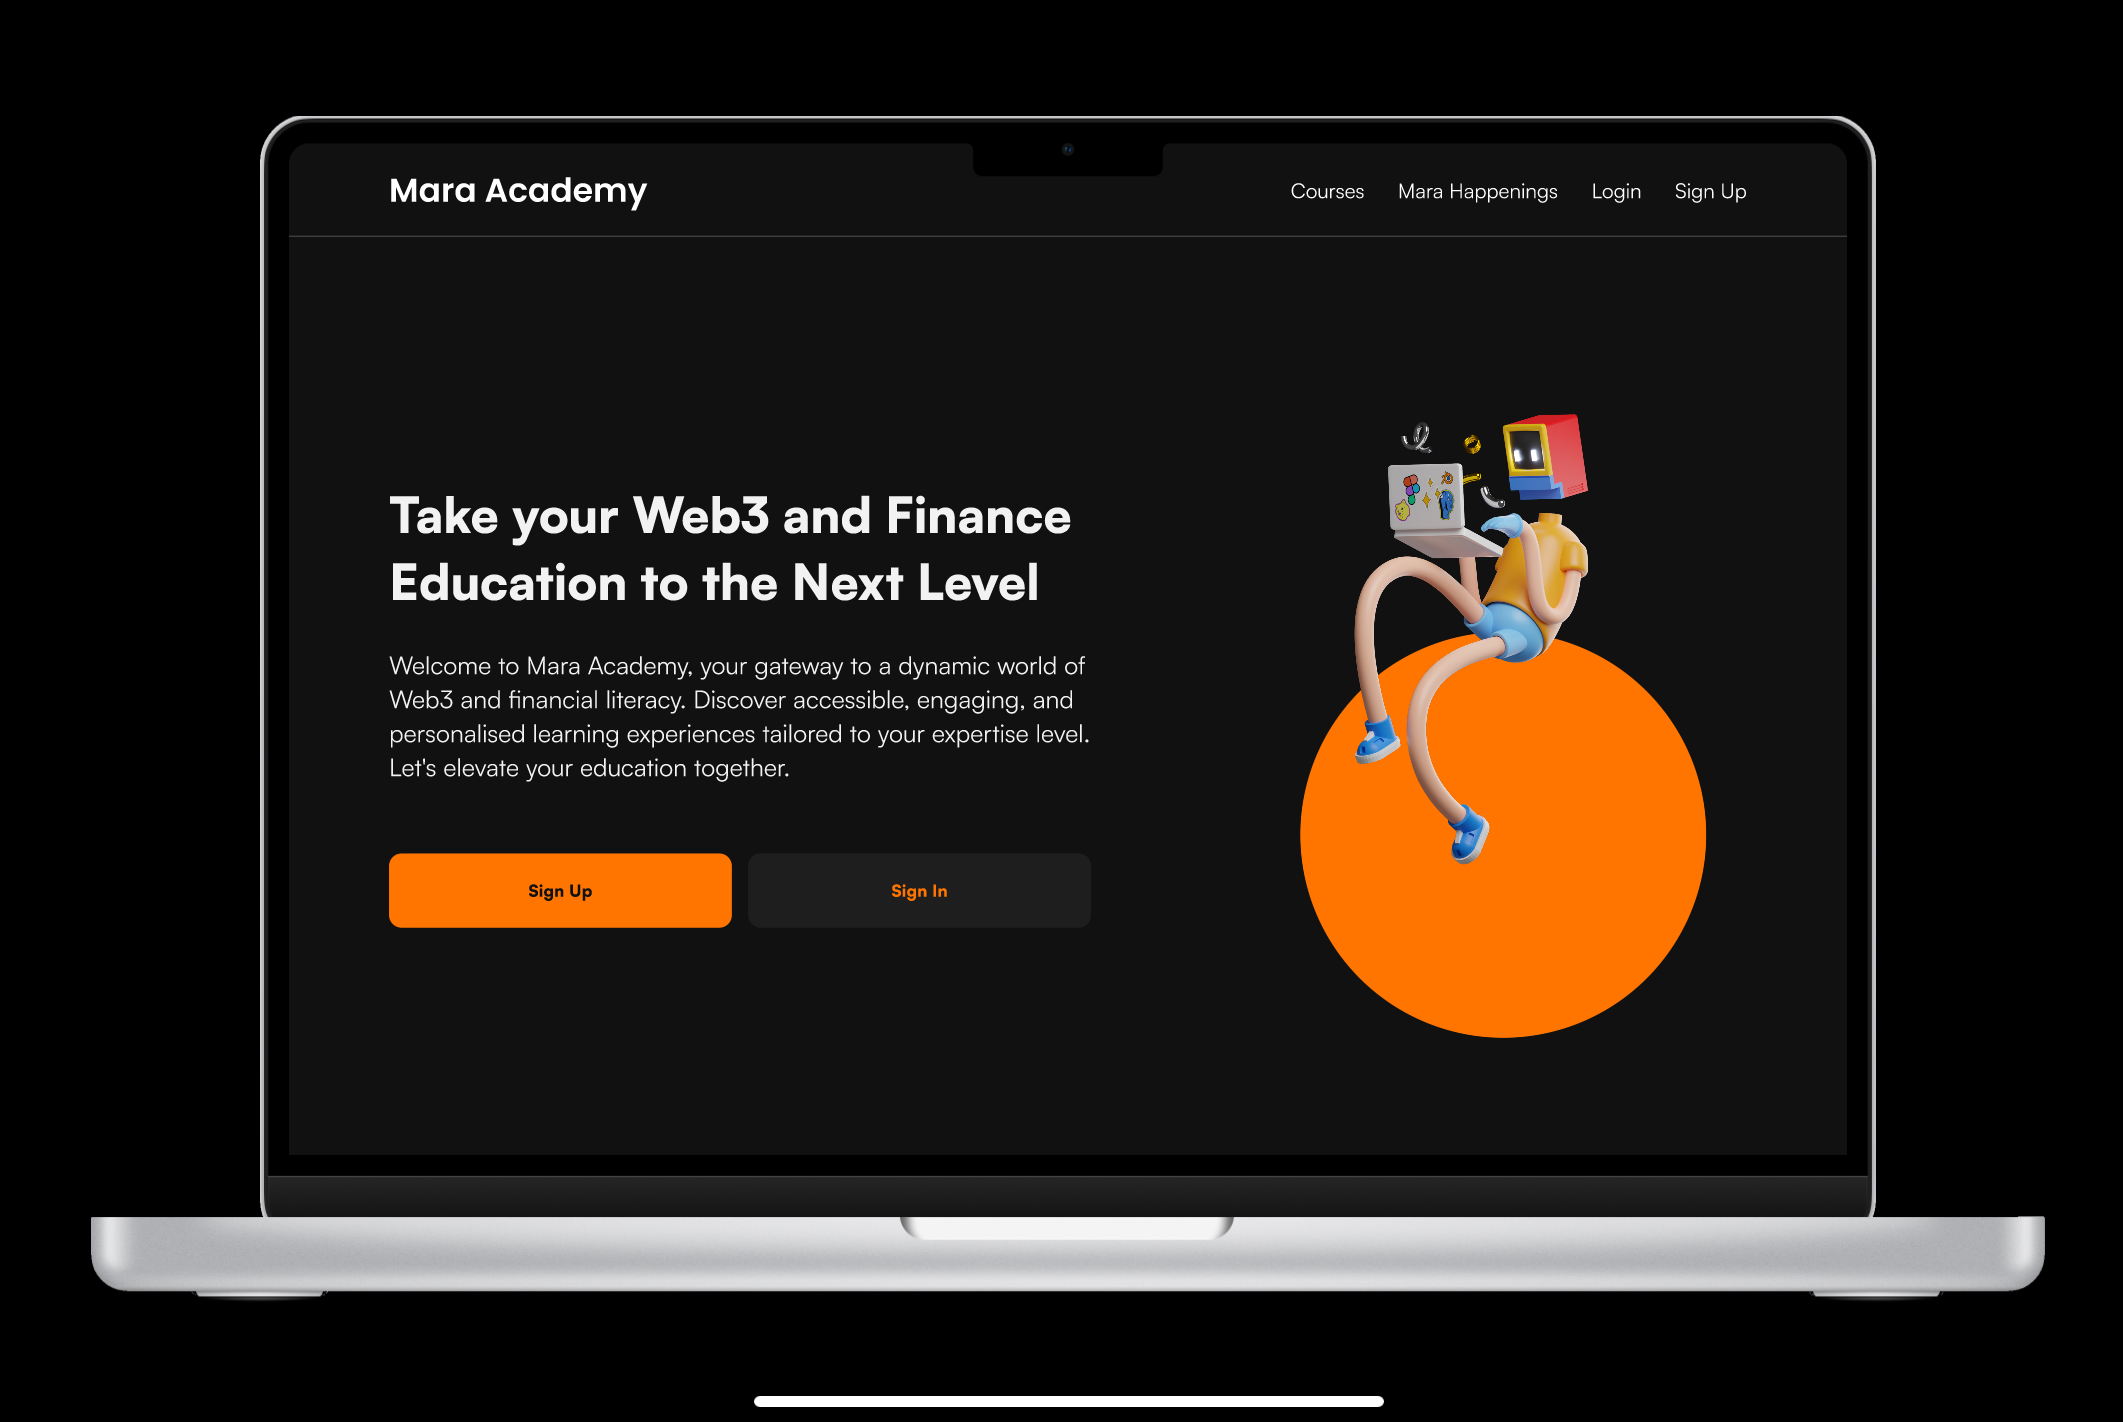 Mara Academy
Courses
Mara Happenings
Login
Sign Up
Take your Web3 and Finance
Education to the Next Level
Welcome to Mara Academy, your gateway to a dynamic world of
Web3 and financial literacy. Discover accessible, engaging, and
personalised learning experiences tailored to your expertise level.
Let's elevate your education together.
Sign Up
Sign In